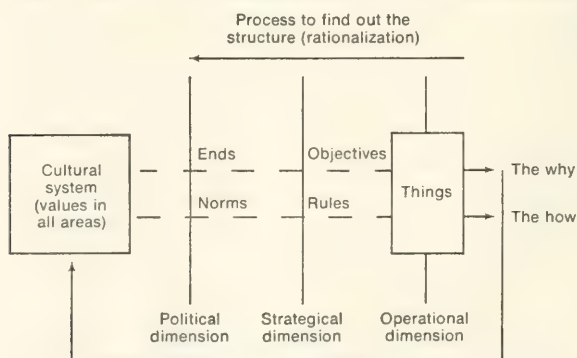 Process to find out the
structure (rationalization)
Cultural
system
(values in
all areas)
Ends
Objectives
Things
The why
Norms
Rules
The how
Political
dimension
Strategical
dimension
Operational
dimension